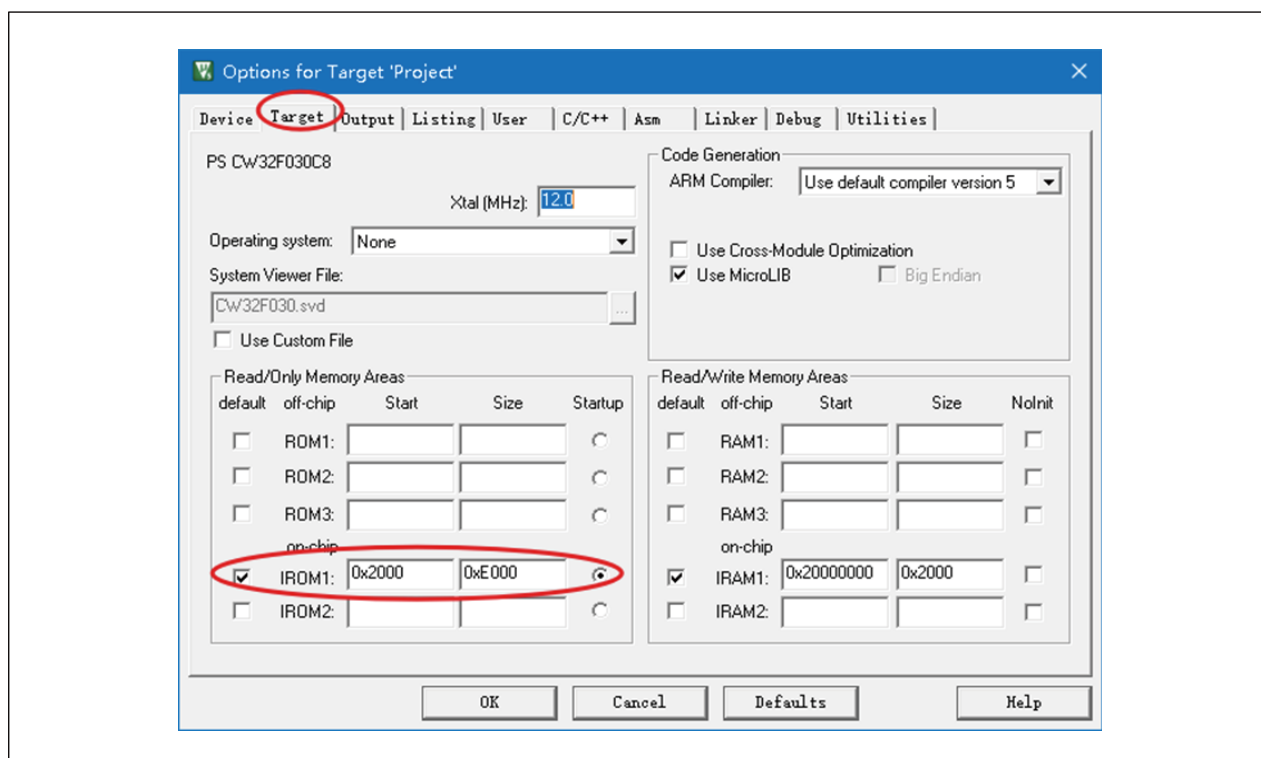 Options for Target 'Project'
Device Target Output Listing User C/C++ Asm Linker Debug Utilities
PS CW32F030C8
Xtal (MHz): 12.0
Operating system: None
System Viewer File:
CW32F030.svd ...
Use Custom File
Code Generation
ARM Compiler: Use default compiler version 5
Use Cross-Module Optimization
Use MicroLIB Big Endian
Read/Only Memory Areas
default off-chip Start Size Startup
ROM1:
ROM2:
ROM3:
on-chip
IROM1: 0x2000 0xE000
IROM2:
Read/Write Memory Areas
default off-chip Start Size NoInit
RAM1:
RAM2:
RAM3:
on-chip
IRAM1: 0x20000000 0x2000
IRAM2:
OK Cancel Defaults Help